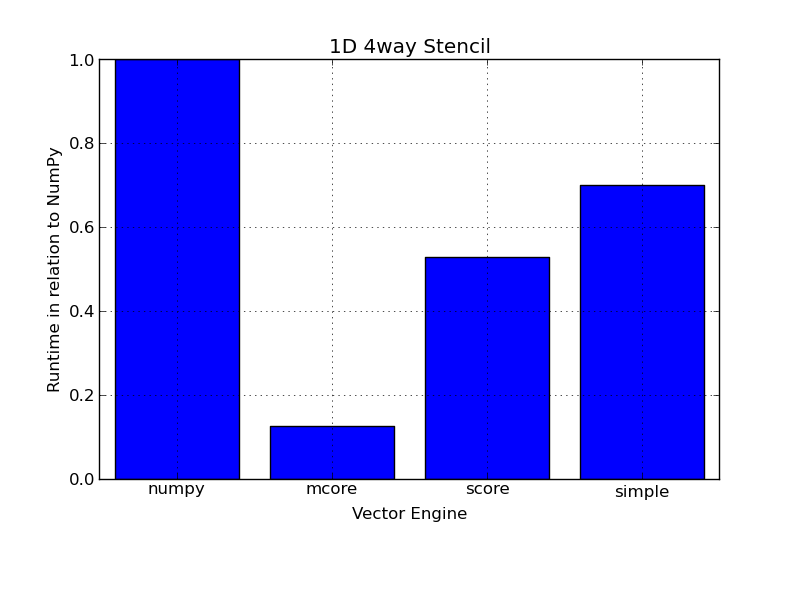 1D 4way Stencil
1.0
0.8
0.6
0.4
0.2
0.0
Runtime in relation to NumPy
numpy mcore score simple
Vector Engine